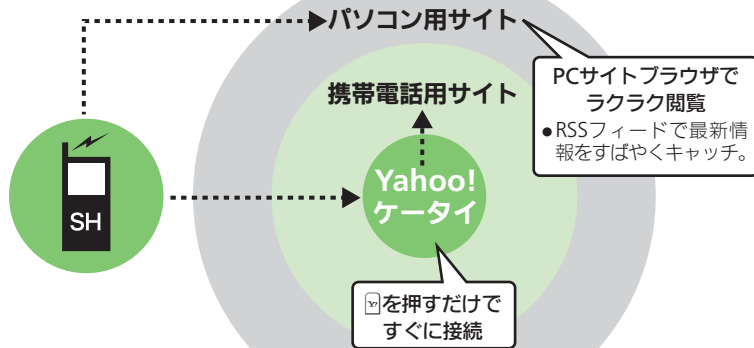 パソコン用サイト
PCサイトブラウザで
ラクラク閲覧
●RSSフィードで最新情
報をすばやくキャッチ。
携帯電話用サイト
Yahoo!
ケータイ
SH
を押すだけで
すぐに接続